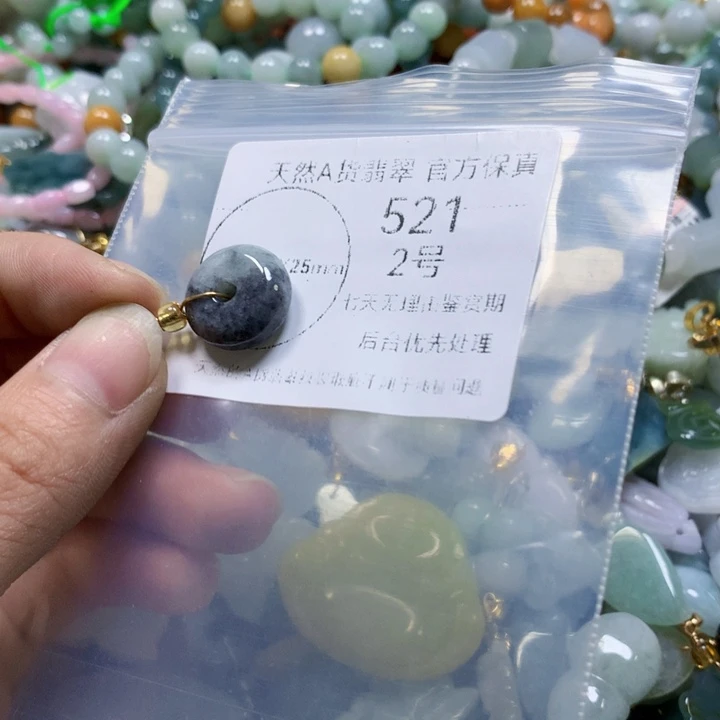 天然A货翡翠 官方保真
521
25mm
2号
七天无理由鉴赏期
后台优先处理